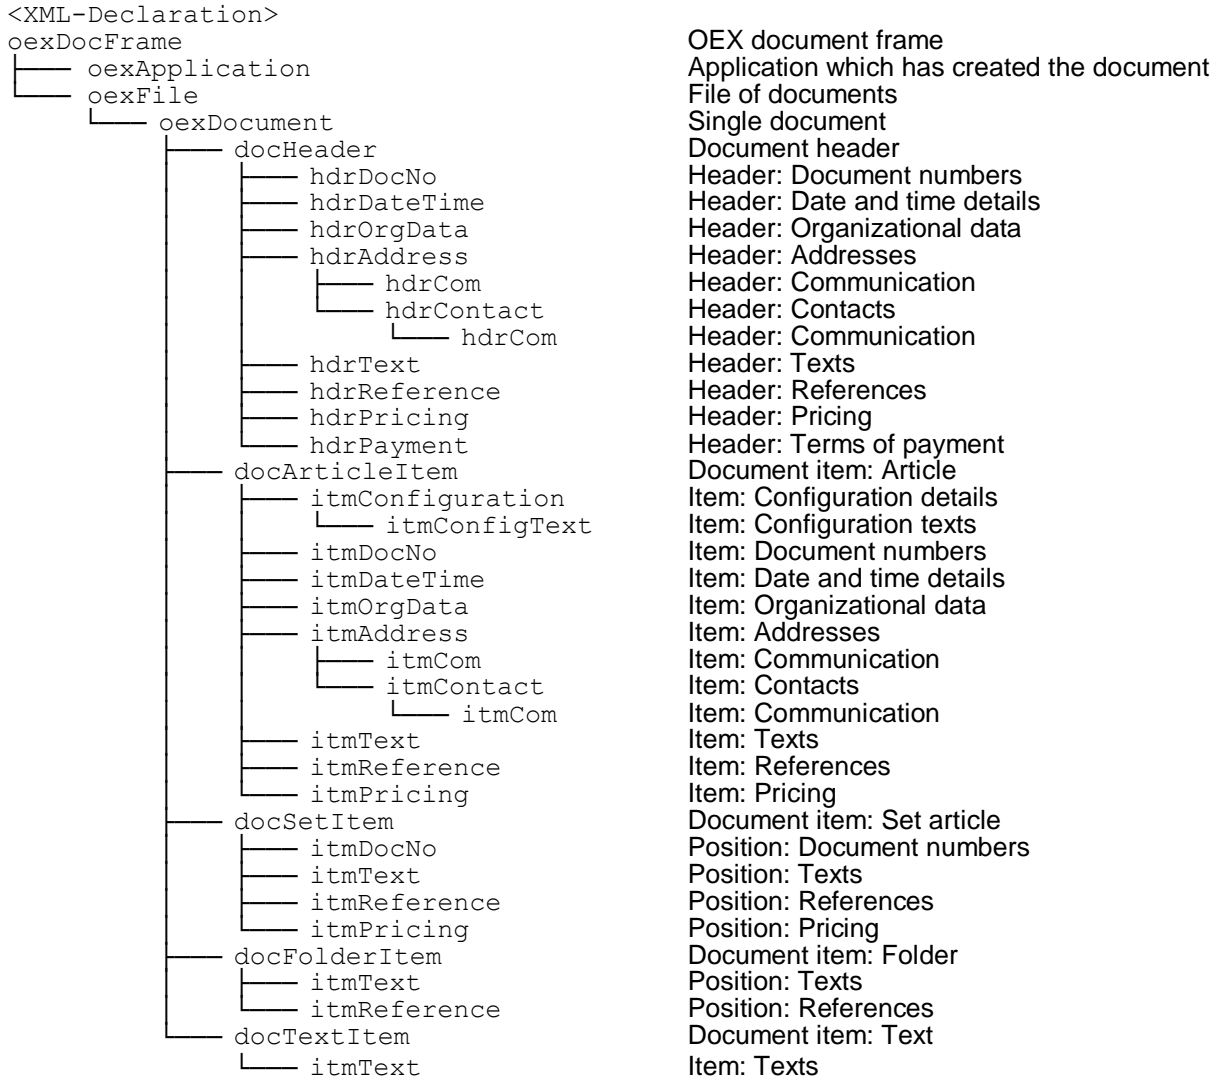 <XML-Declaration>
oexDocFrame OEX document frame
oexApplication Application which has created the document
oexFile File of documents
oexDocument Single document
docHeader Document header
hdrDocNo Header: Document numbers
hdrDateTime Header: Date and time details
hdrOrgData Header: Organizational data
hdrAddress Header: Addresses
hdrCom Header: Communication
hdrContact Header: Contacts
hdrCom Header: Communication
hdrText Header: Texts
hdrReference Header: References
hdrPricing Header: Pricing
hdrPayment Header: Terms of payment
docArticleItem Document item: Article
itmConfiguration Item: Configuration details
itmConfigText Item: Configuration texts
itmDocNo Item: Document numbers
itmDateTime Item: Date and time details
itmOrgData Item: Organizational data
itmAddress Item: Addresses
itmCom Item: Communication
itmContact Item: Contacts
itmCom Item: Communication
itmText Item: Texts
itmReference Item: References
itmPricing Item: Pricing
docSetItem Document item: Set article
itmDocNo Position: Document numbers
itmText Position: Texts
itmReference Position: References
itmPricing Position: Pricing
docFolderItem Document item: Folder
itmText Position: Texts
itmReference Position: References
docTextItem Document item: Text
itmText Item: Texts